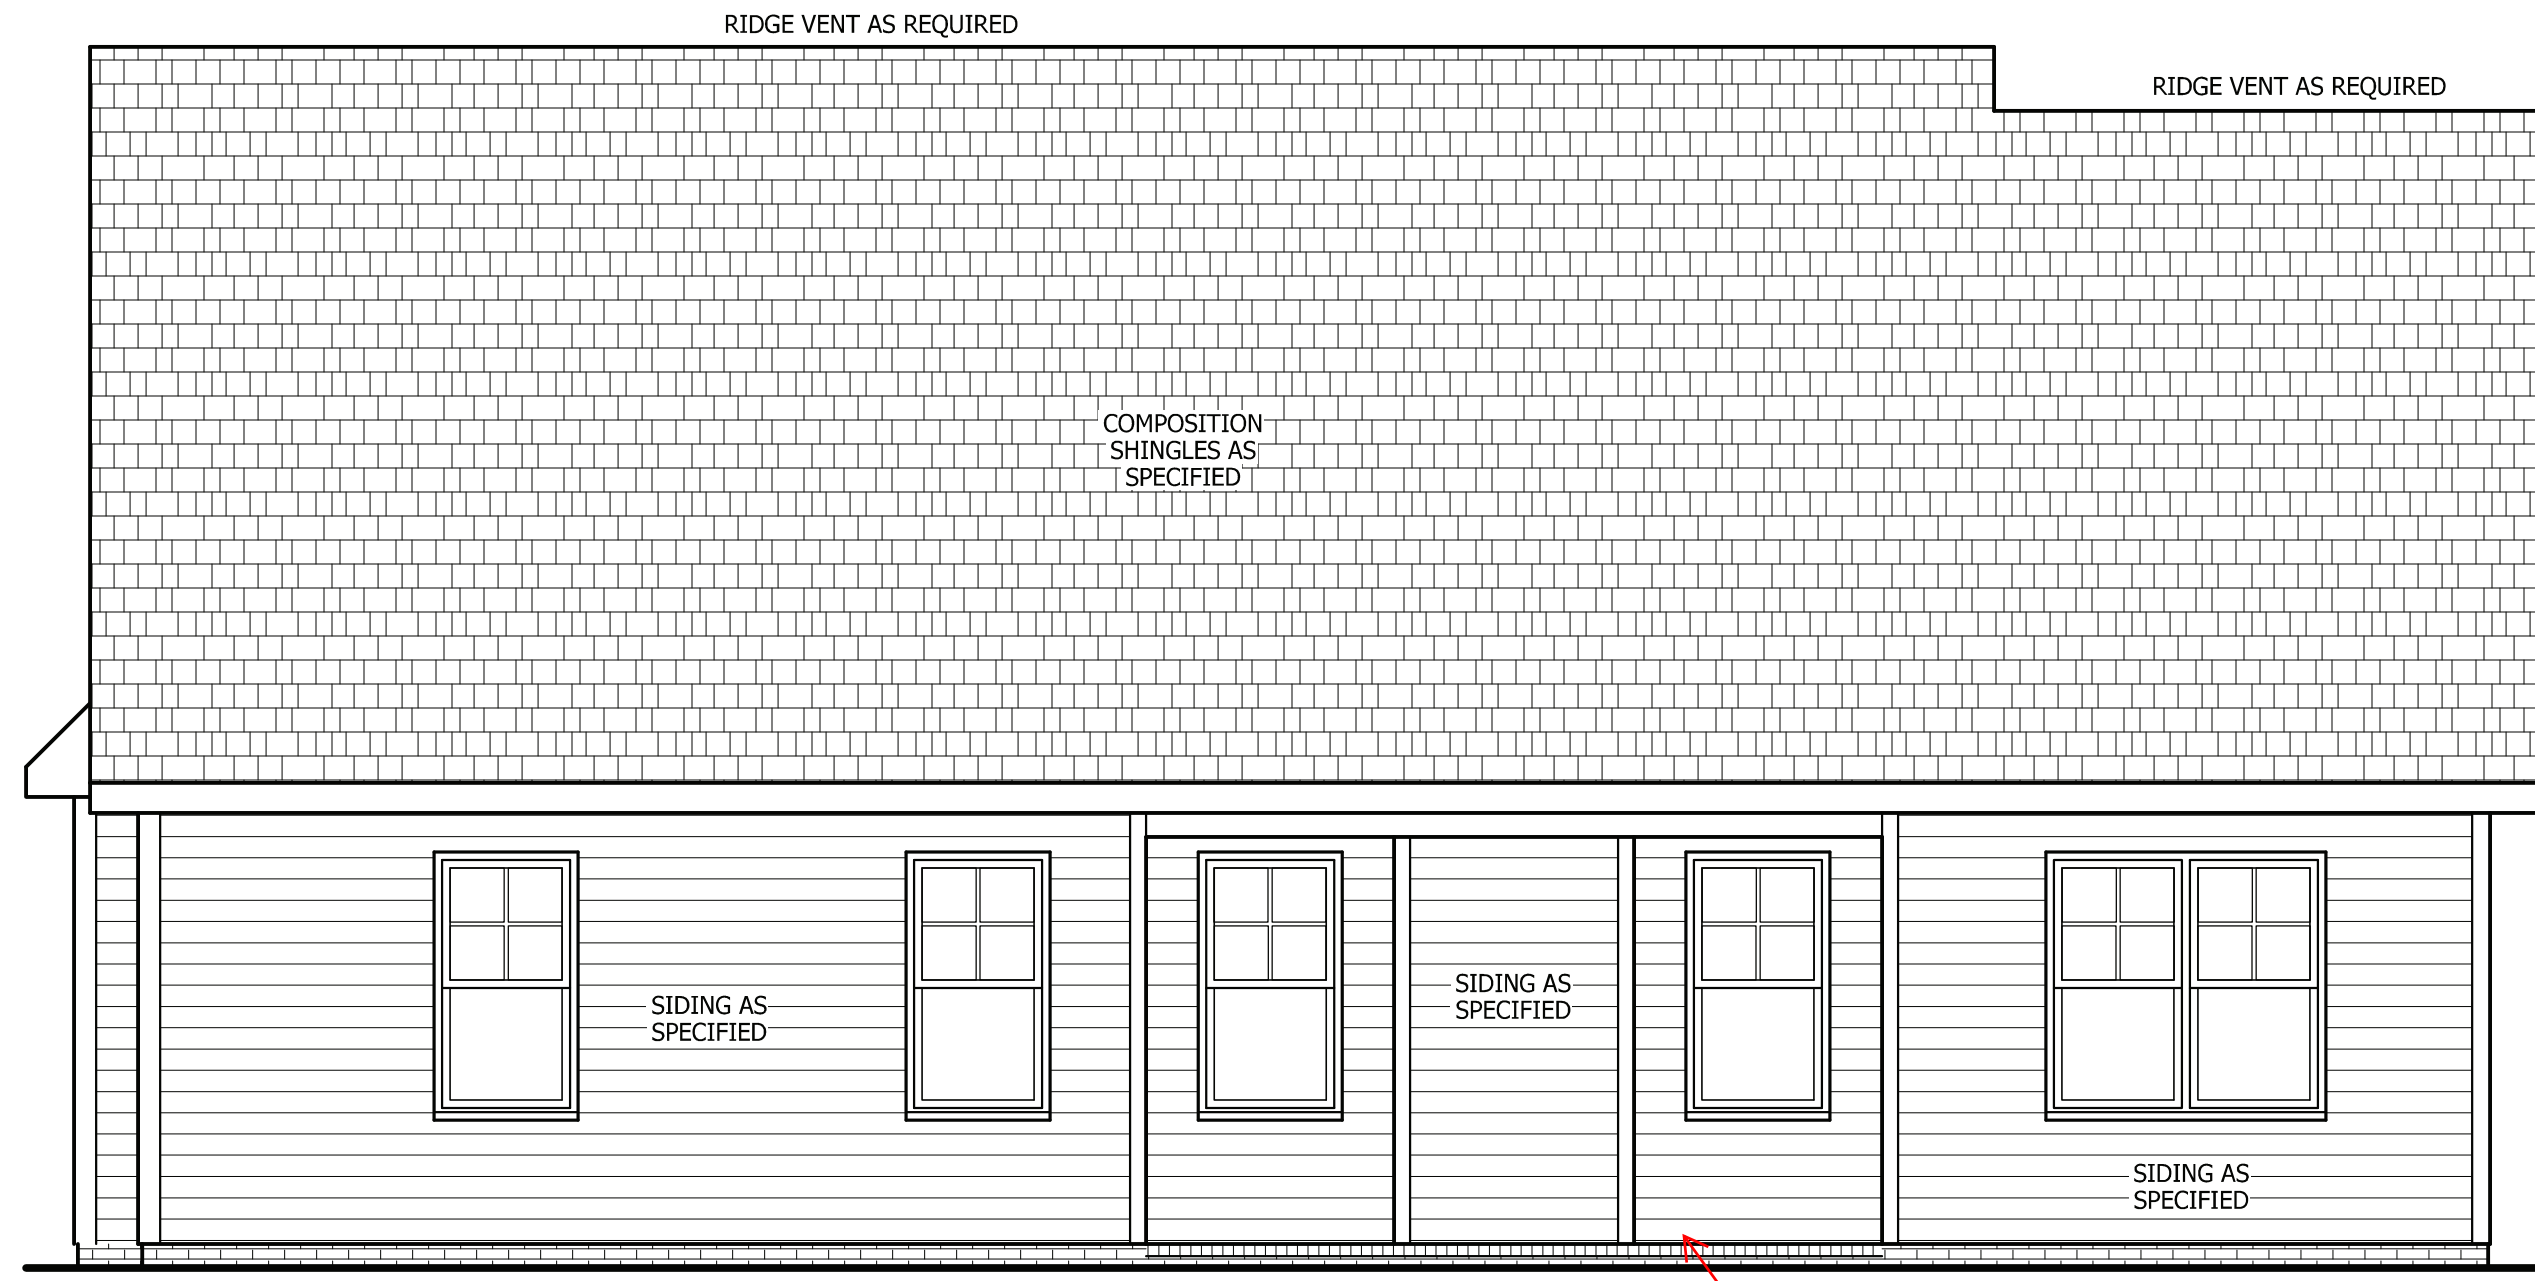 RIDGE VENT AS REQUIRED
RIDGE VENT AS REQUIRED
COMPOSITION
SHINGLES AS
SPECIFIED
SIDING AS
SPECIFIED
SIDING AS
SPECIFIED
SIDING AS
SPECIFIED